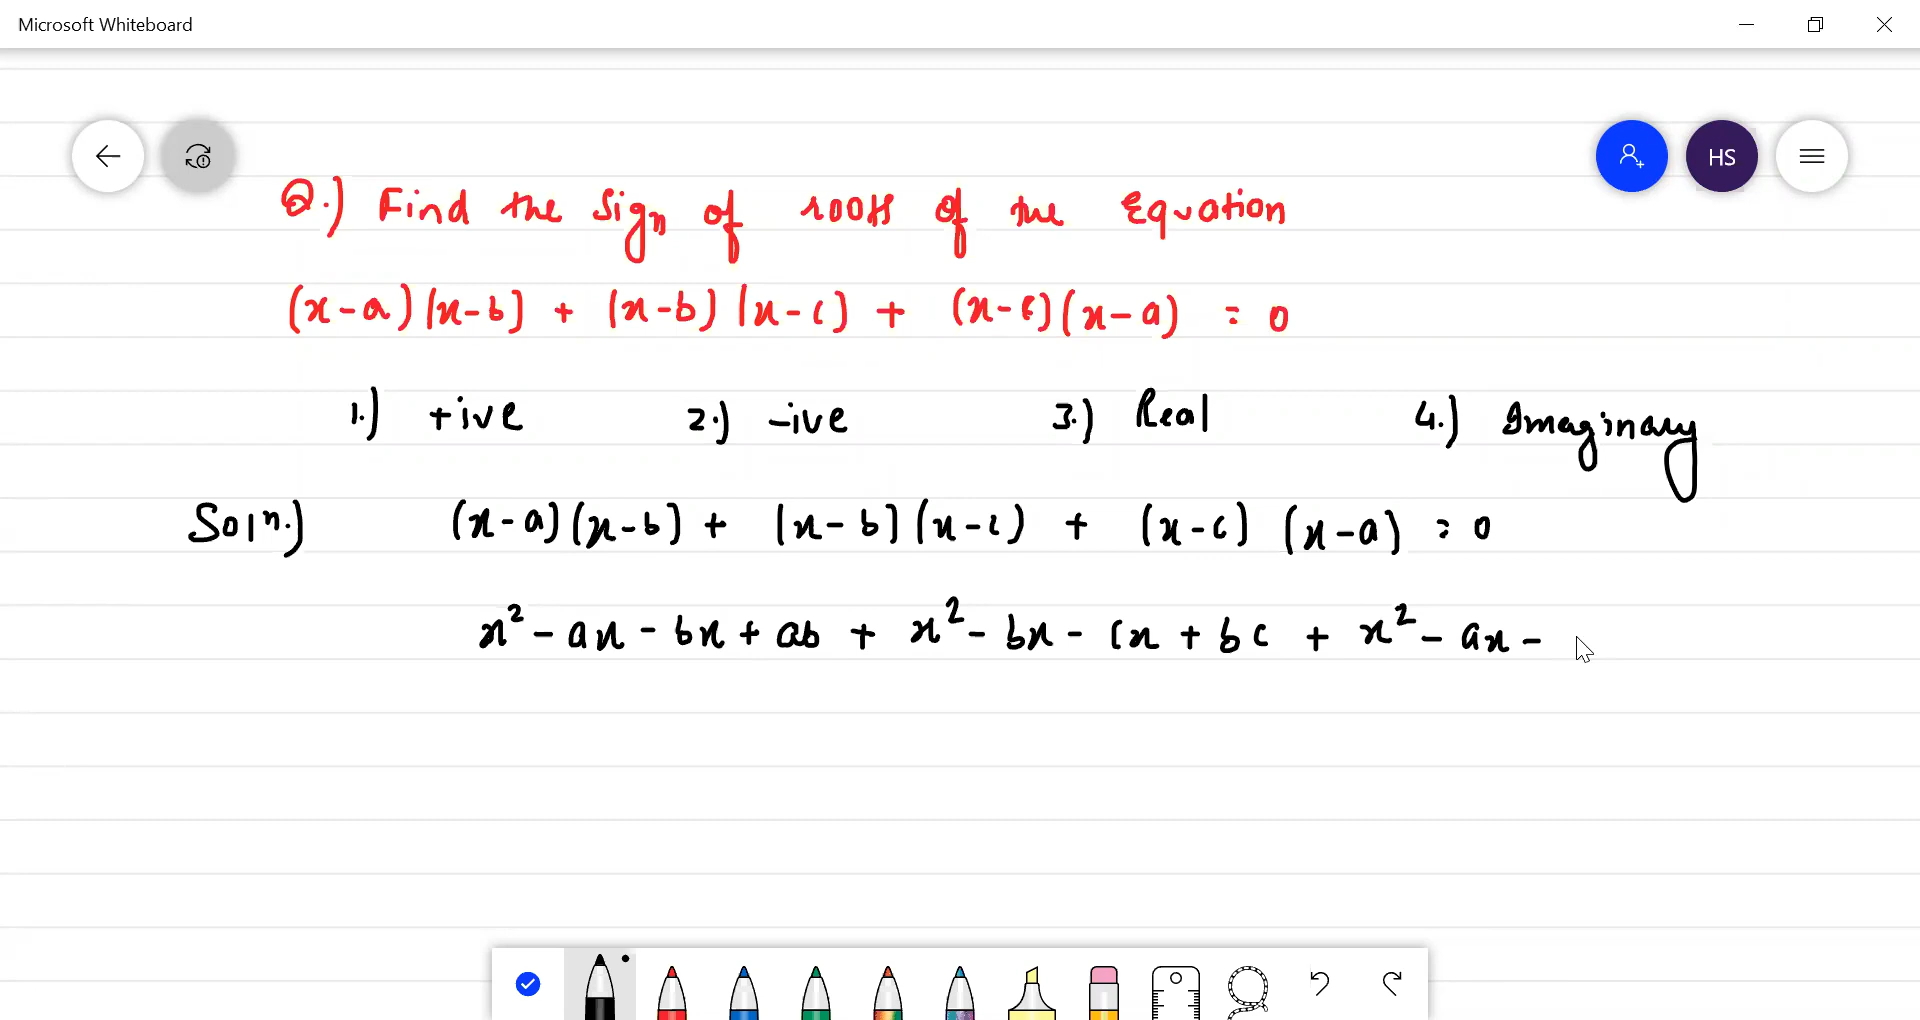 Microsoft Whiteboard
HS
Q.) Find the Sign of roots of the Equation
(x-a)(x-b) + (x-b)(x-c) + (x-c)(x-a) = 0
1.) +ive 2.) -ive 3.) Real 4.) Imaginary
Solⁿ.) (x-a)(x-b) + (x-b)(x-c) + (x-c)(x-a) = 0
x² - ax - bx + ab + x² - bx - cx + bc + x² - ax -